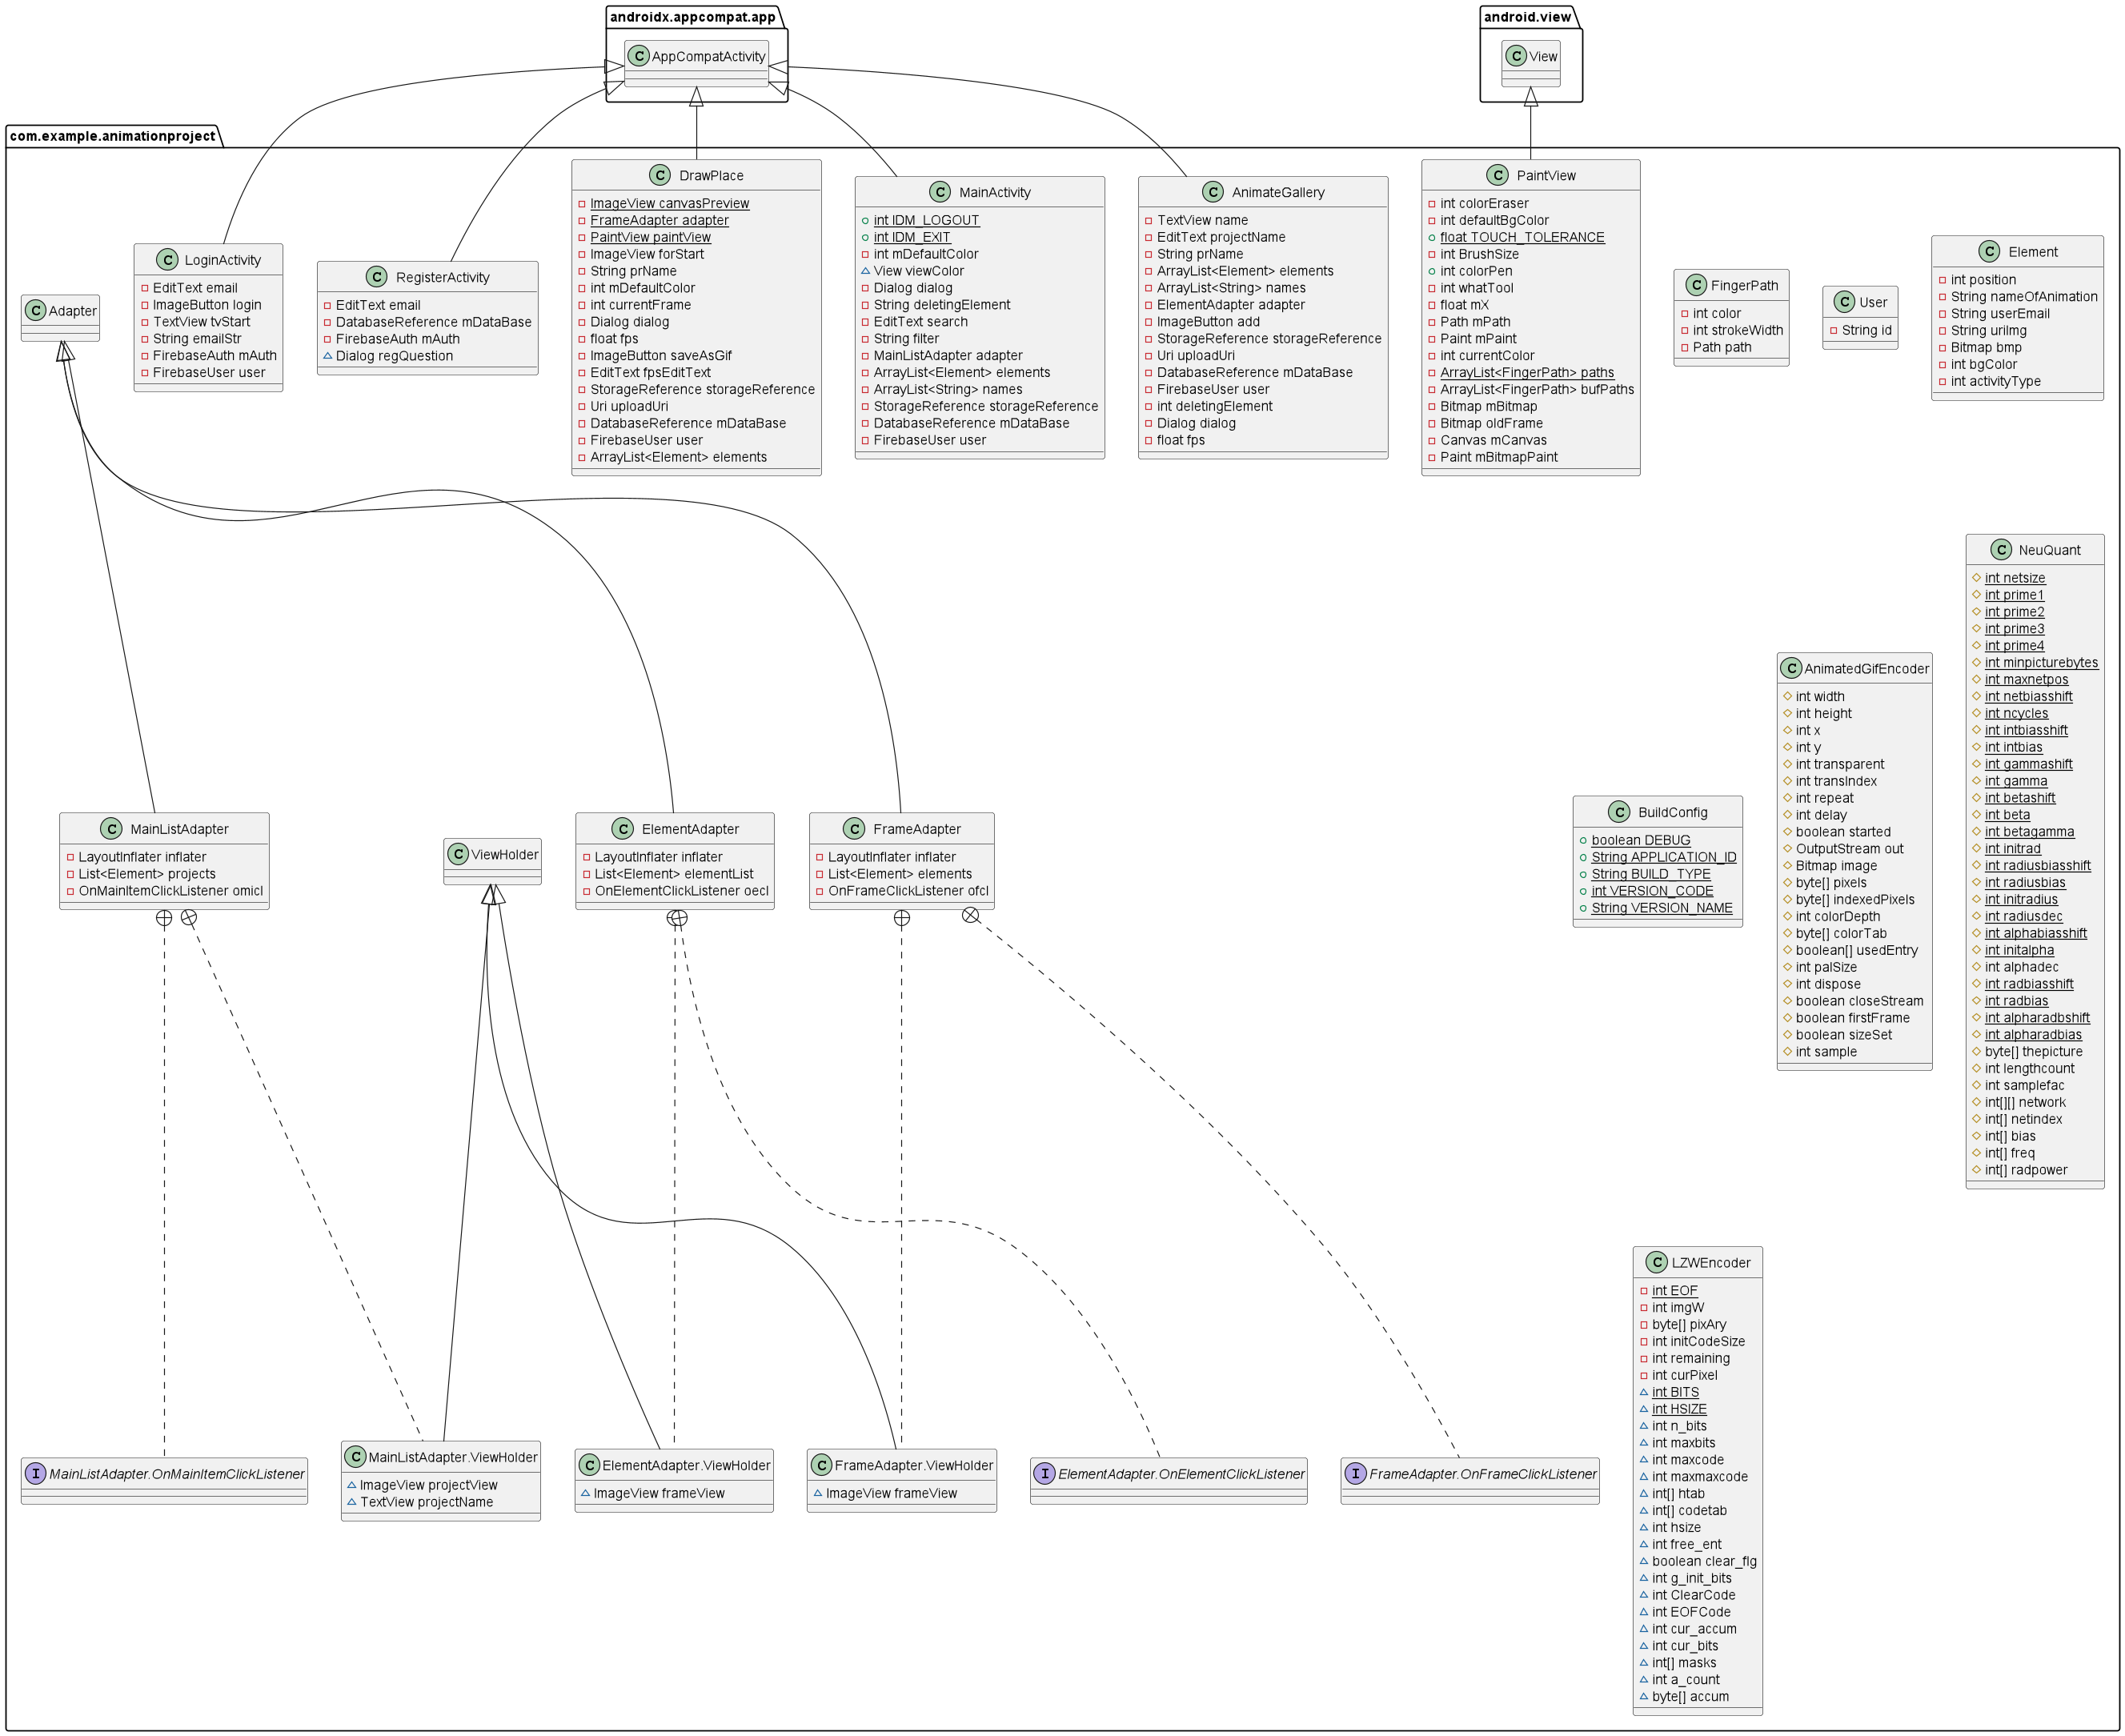 androidx.appcompat.app
C AppCompatActivity
android.view
C View
com.example.animationproject
C DrawPlace
ImageView canvasPreview
FrameAdapter adapter
PaintView paintView
ImageView forStart
String prName
int mDefaultColor
int currentFrame
Dialog dialog
float fps
ImageButton saveAsGif
EditText fpsEditText
StorageReference storageReference
Uri uploadUri
DatabaseReference mDataBase
FirebaseUser user
ArrayList<Element> elements
C MainActivity
int IDM_LOGOUT
int IDM_EXIT
int mDefaultColor
View viewColor
Dialog dialog
String deletingElement
EditText search
String filter
MainListAdapter adapter
ArrayList<Element> elements
ArrayList<String> names
StorageReference storageReference
DatabaseReference mDataBase
FirebaseUser user
C AnimateGallery
TextView name
EditText projectName
String prName
ArrayList<Element> elements
ArrayList<String> names
ElementAdapter adapter
ImageButton add
StorageReference storageReference
Uri uploadUri
DatabaseReference mDataBase
FirebaseUser user
int deletingElement
Dialog dialog
float fps
C PaintView
int colorEraser
int defaultBgColor
float TOUCH_TOLERANCE
int BrushSize
int colorPen
int whatTool
float mX
Path mPath
Paint mPaint
int currentColor
ArrayList<FingerPath> paths
ArrayList<FingerPath> bufPaths
Bitmap mBitmap
Bitmap oldFrame
Canvas mCanvas
Paint mBitmapPaint
C LoginActivity
EditText email
ImageButton login
TextView tvStart
String emailStr
FirebaseAuth mAuth
FirebaseUser user
C RegisterActivity
EditText email
DatabaseReference mDataBase
FirebaseAuth mAuth
Dialog regQuestion
C FingerPath
int color
int strokeWidth
Path path
C User
String id
C Element
int position
String nameOfAnimation
String userEmail
String urilmg
Bitmap bmp
int bgColor
int activityType
C Adapter
C NeuQuant
int netsize
int prime1
int prime2
int prime3
int prime4
int minpicturebytes
int maxnetpos
int netbiasshift
int ncycles
int intbiasshift
int intbias
int gammashift
int gamma
int betashift
int beta
int betagamma
int initrad
int radiusbiasshift
int radiusbias
int initradius
int radiusdec
int alphabiasshift
int initalpha
int alphadec
int radbiasshift
int radbias
int alpharadbshift
int alpharadbias
byte[] thepicture
int lengthcount
int samplefac
int[][] network
int[] netindex
int[] bias
int[] freq
int[] radpower
C AnimatedGifEncoder
int width
int height
int x
int y
int transparent
int transIndex
int repeat
int delay
boolean started
OutputStream out
Bitmap image
byte[] pixels
byte[] indexedPixels
int colorDepth
byte[] colorTab
boolean[] usedEntry
int palSize
int dispose
boolean closeStream
boolean firstFrame
boolean sizeSet
int sample
C BuildConfig
boolean DEBUG
String APPLICATION_ID
String BUILD_TYPE
int VERSION_CODE
String VERSION_NAME
C MainListAdapter
LayoutInflater inflater
List<Element> projects
OnMainItemClickListener omicl
C ViewHolder
C ElementAdapter
LayoutInflater inflater
List<Element> elementList
OnElementClickListener oecl
C FrameAdapter
LayoutInflater inflater
List<Element> elements
OnFrameClickListener ofcl
C LZWEncoder
int EOF
int imgW
byte[] pixAry
int initCodeSize
int remaining
int curPixel
int BITS
int HSIZE
int n_bits
int maxbits
int maxcode
int maxmaxcode
int[] htab
int[] codetab
int hsize
int free_ent
boolean clear_flg
int g_init_bits
int ClearCode
int EOFCode
int cur_accum
int cur_bits
int[] masks
int a_count
byte[] accum
I MainListAdapter.OnMainItemClickListener
C MainListAdapter.ViewHolder
ImageView projectView
TextView projectName
C ElementAdapter.ViewHolder
ImageView frameView
C FrameAdapter.ViewHolder
ImageView frameView
I ElementAdapter.OnElementClickListener
I FrameAdapter.OnFrameClickListener